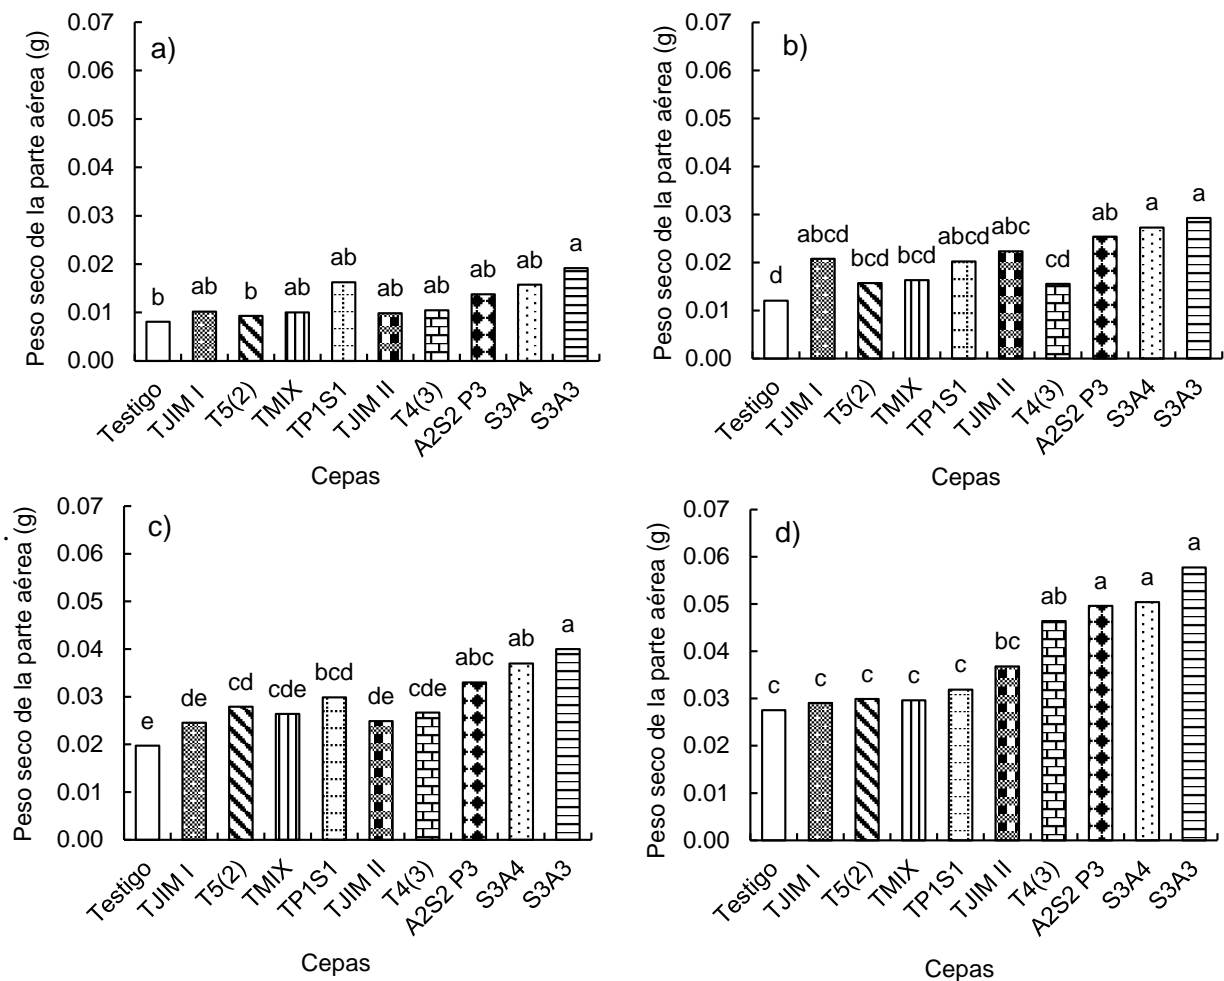 a)
Peso seco de la parte aérea (g)
0.07
0.06
0.05
0.04
0.03
0.02
0.01
0.00
b ab b ab ab ab ab ab ab a
Testigo
TJIM I
T5(2)
TMIX
TP1S1
TJIM II
T4(3)
A2S2 P3
S3A4
S3A3
Cepas
b)
Peso seco de la parte aérea (g)
0.07
0.06
0.05
0.04
0.03
0.02
0.01
0.00
d abcd bcd bcd abcd abc cd ab a a
Testigo
TJIM I
T5(2)
TMIX
TP1S1
TJIM II
T4(3)
A2S2 P3
S3A4
S3A3
Cepas
c)
Peso seco de la parte aérea (g)
0.07
0.06
0.05
0.04
0.03
0.02
0.01
0.00
e de cd cde bcd de cde abc ab a
Testigo
TJIM I
T5(2)
TMIX
TP1S1
TJIM II
T4(3)
A2S2 P3
S3A4
S3A3
Cepas
d)
Peso seco de la parte aérea (g)
0.07
0.06
0.05
0.04
0.03
0.02
0.01
0.00
c c c c c bc ab a a a
Testigo
TJIM I
T5(2)
TMIX
TP1S1
TJIM II
T4(3)
A2S2 P3
S3A4
S3A3
Cepas